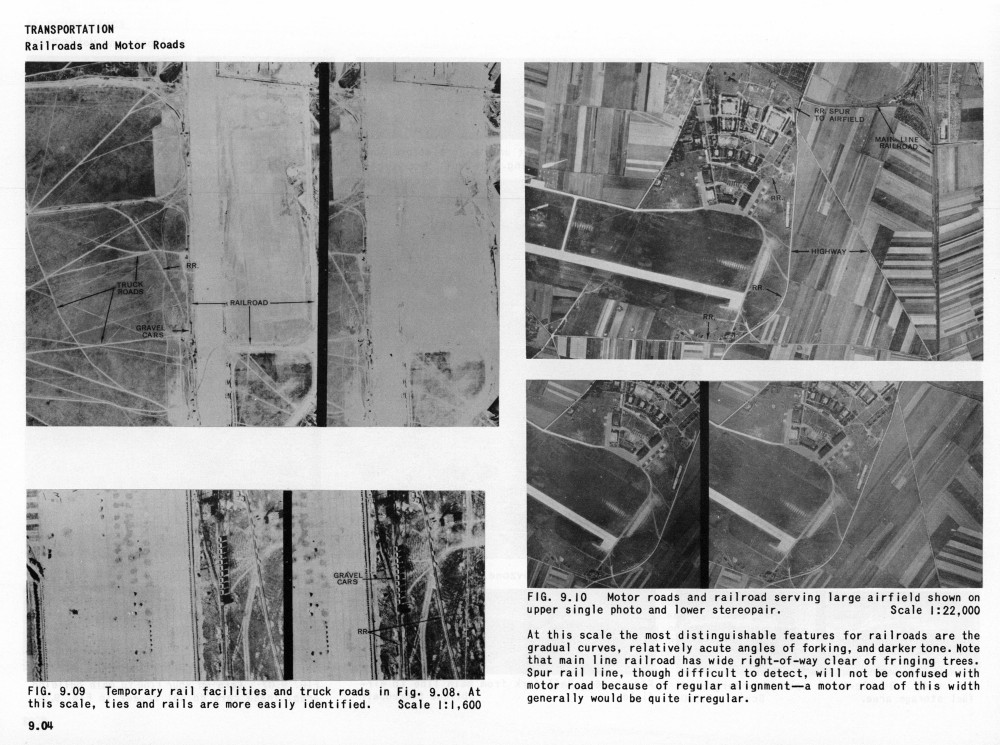 TRANSPORTATION
Railroads and Motor Roads
RR.
TRUCK
ROADS
RAILROAD
GRAVEL
CARS
GRAVEL
CARS
RR
FIG. 9.09 Temporary rail facilities and truck roads in Fig. 9.08. At
this scale, ties and rails are more easily identified. Scale 1:1,600
9.04
RR. SPUR
TO AIRFIELD
MAIN LINE
RAILROAD
RR.
HIGHWAY
RR.
RR.
FIG. 9.10 Motor roads and railroad serving large airfield shown on
upper single photo and lower stereopair. Scale 1:22,000
At this scale the most distinguishable features for railroads are the
gradual curves, relatively acute angles of forking, and darker tone. Note
that main line railroad has wide right-of-way clear of fringing trees.
Spur rail line, though difficult to detect, will not be confused with
motor road because of regular alignment—a motor road of this width
generally would be quite irregular.